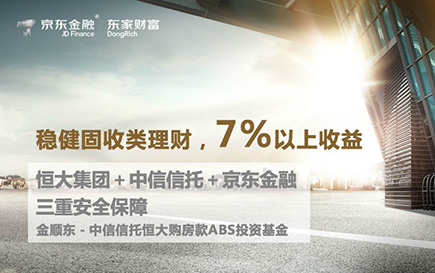 京东金融® 东家财富
JD Finance DongRich
稳健固收类理财，7%以上收益
恒大集团+中信信托+京东金融
三重安全保障
金顺东-中信信托恒大购房款ABS投资基金